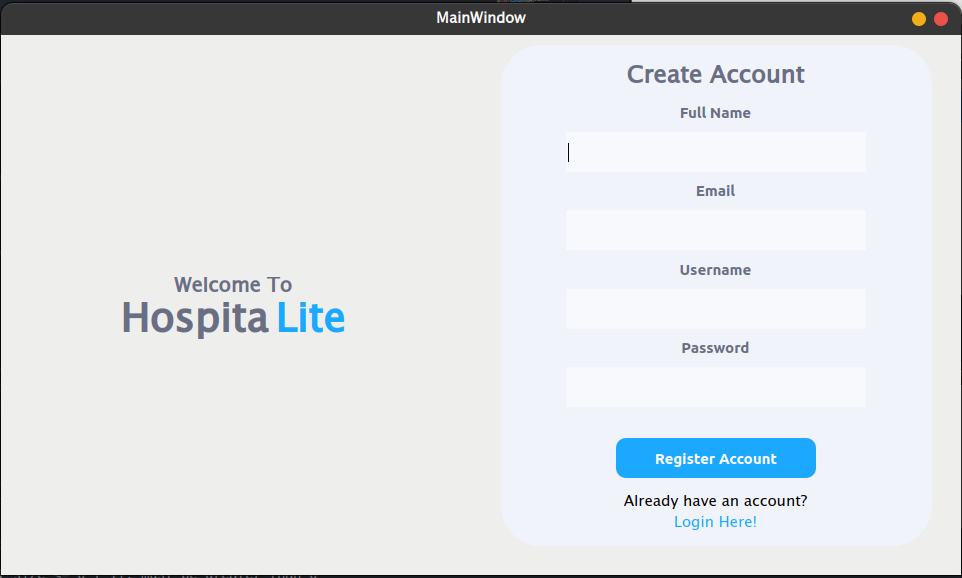 MainWindow
Welcome To
Hospita Lite
Create Account
Full Name
Email
Username
Password
Register Account
Already have an account?
Login Here!